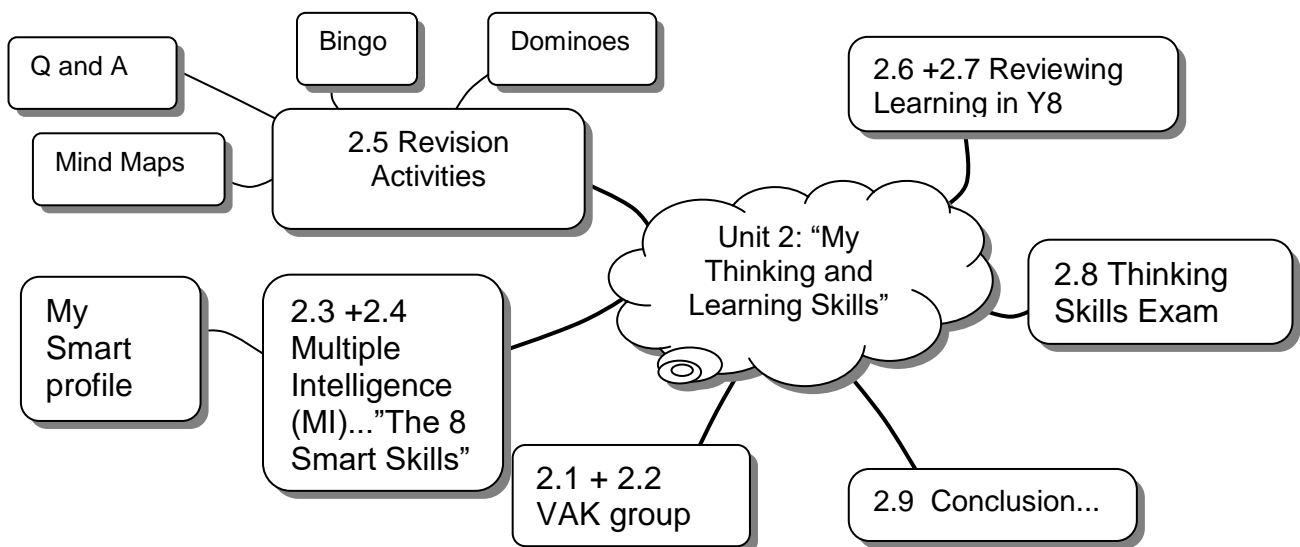 Q and A
Bingo
Dominoes
Mind Maps
2.5 Revision
Activities
2.6 +2.7 Reviewing
Learning in Y8
Unit 2: “My
Thinking and
Learning Skills”
2.8 Thinking
Skills Exam
My
Smart
profile
2.3 +2.4
Multiple
Intelligence
(MI)...”The 8
Smart Skills”
2.1 + 2.2
VAK group
2.9  Conclusion...